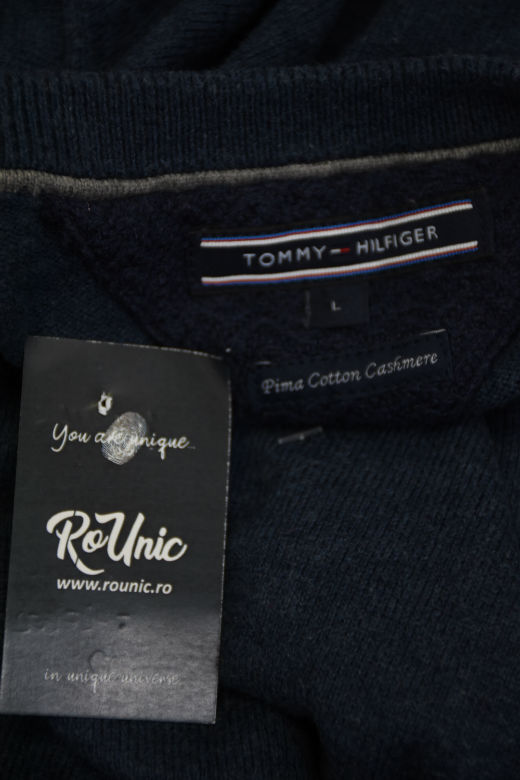 TOMMY HILFIGER
L
Pima Cotton Cashmere
You are unique...
RoUnic
www.rounic.ro
in unique universe